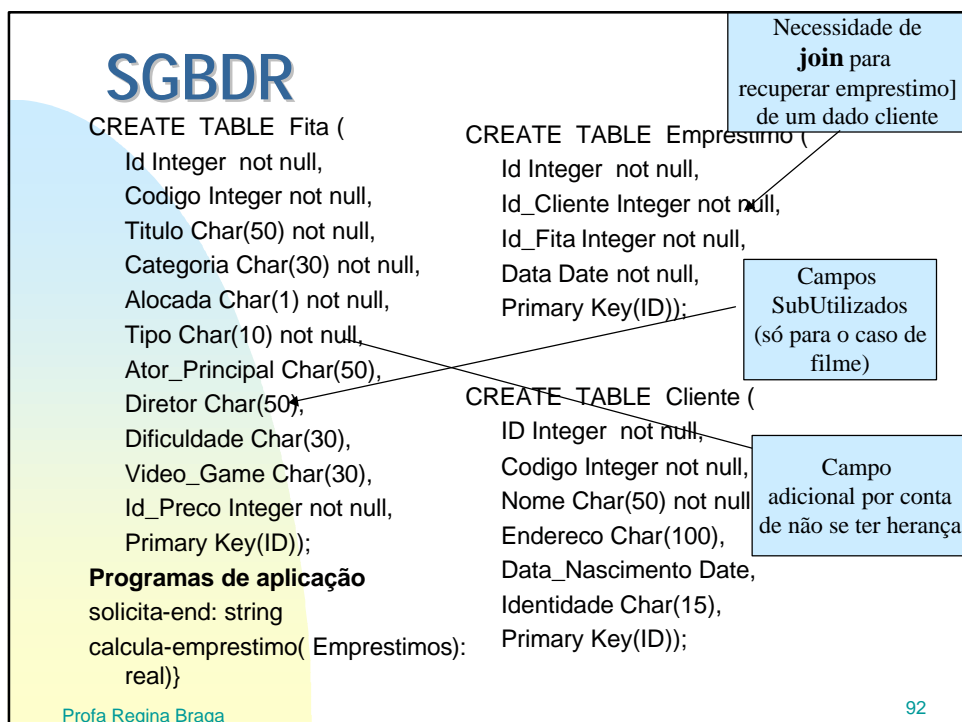 SGBDR
CREATE TABLE Fita (
Id Integer not null,
Codigo Integer not null,
Titulo Char(50) not null,
Categoria Char(30) not null,
Alocada Char(1) not null,
Tipo Char(10) not null,
Ator_Principal Char(50),
Diretor Char(50),
Dificuldade Char(30),
Video_Game Char(30),
Id_Preco Integer not null,
Primary Key(ID));
Programas de aplicação
solicita-end: string
calcula-emprestimo( Emprestimos):
real)}
Necessidade de
join para
recuperar emprestimo]
de um dado cliente
CREATE TABLE Emprestimo (
Id Integer not null,
Id_Cliente Integer not null,
Id_Fita Integer not null,
Data Date not null,
Primary Key(ID));
Campos
SubUtilizados
(só para o caso de
filme)
CREATE TABLE Cliente (
ID Integer not null,
Codigo Integer not null,
Nome Char(50) not null
Endereco Char(100),
Data_Nascimento Date,
Identidade Char(15),
Primary Key(ID));
Campo
adicional por conta
de não se ter herança
Profa Regina Braga
92